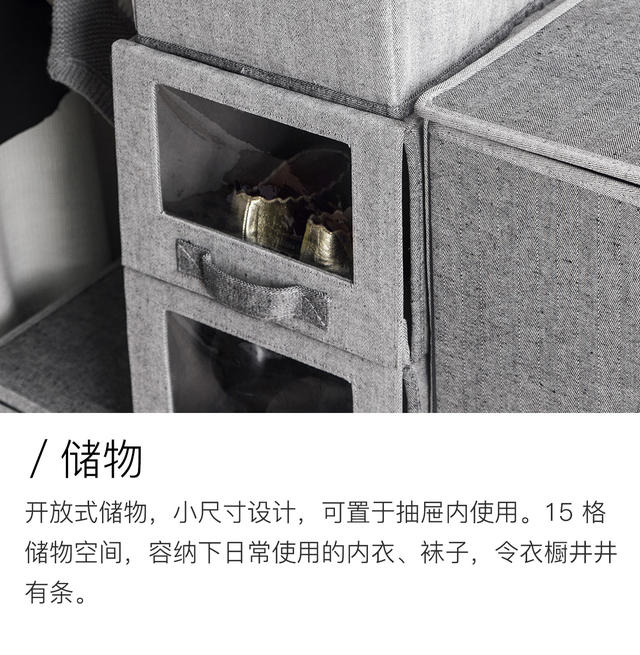 / 储物
开放式储物，小尺寸设计，可置于抽屉内使用。15 格
储物空间，容纳下日常使用的内衣、袜子，令衣橱井井
有条。